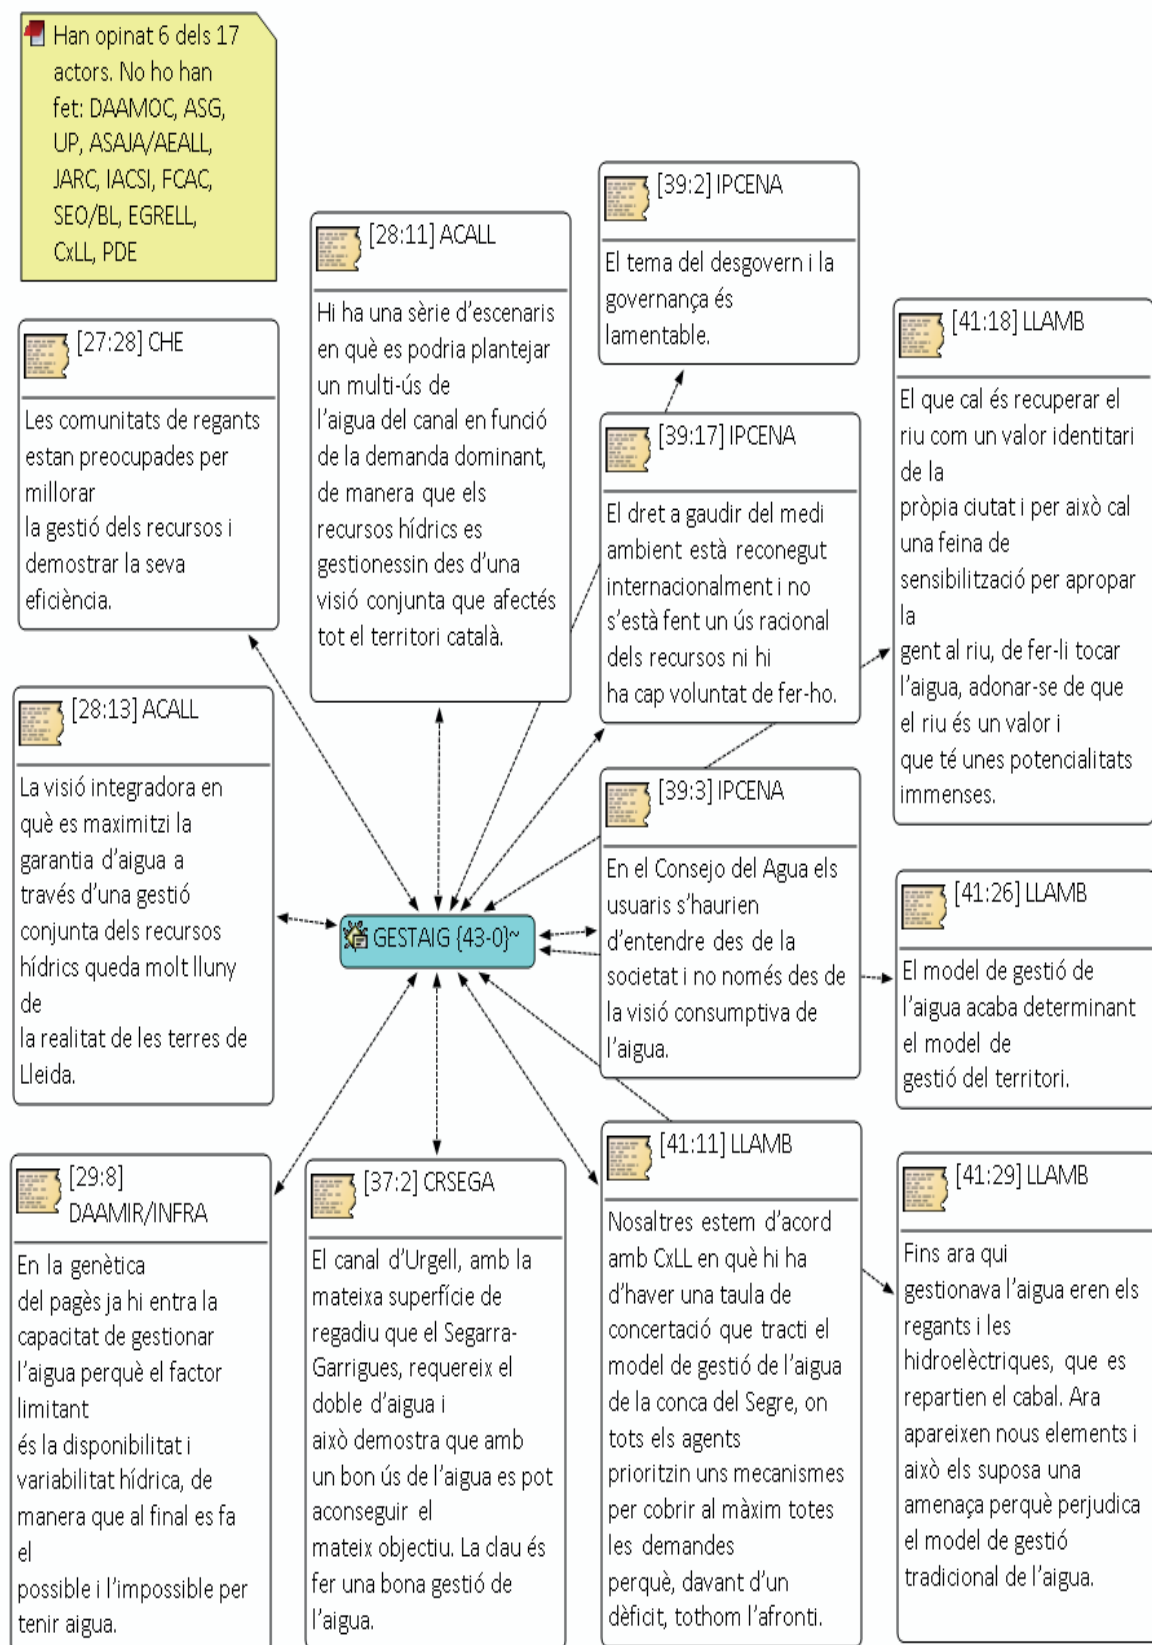 Han opinat 6 dels 17
actors. No ho han
fet: DAAMOC, ASG,
UP, ASAJA/AEALL,
JARC, IACSI, FCAC,
SEO/BL, EGRELL,
CxLL, PDE
[27:28] CHE
Les comunitats de regants
estan preocupades per
millorar
la gestió dels recursos i
demostrar la seva
eficiència.
[28:11] ACALL
Hi ha una sèrie d'escenaris
en què es podria plantejar
un multi-ús de
l'aigua del canal en funció
de la demanda dominant,
de manera que els
recursos hídrics es
gestionessin des d'una
visió conjunta que afectés
tot el territori català.
[39:2] IPCENA
El tema del desgovern i la
governança és
lamentable.
[39:17] IPCENA
El dret a gaudir del medi
ambient està reconegut
internacionalment i no
s'està fent un ús racional
dels recursos ni hi
ha cap voluntat de fer-ho.
[41:18] LLAMB
El que cal és recuperar el
riu com un valor identitari
de la
pròpia ciutat i per això cal
una feina de
sensibilització per apropar
la
gent al riu, de fer-li tocar
l'aigua, adonar-se de que
el riu és un valor i
que té unes potencialitats
immenses.
[28:13] ACALL
La visió integradora en
què es maximitzi la
garantia d'aigua a
través d'una gestió
conjunta dels recursos
hídrics queda molt lluny
de
la realitat de les terres de
Lleida.
GESTAIG {43-0}~
[39:3] IPCENA
En el Consejo del Agua els
usuaris s'haurien
d'entendre des de la
societat i no només des de
la visió consumptiva de
l'aigua.
[41:26] LLAMB
El model de gestió de
l'aigua acaba determinant
el model de
gestió del territori.
[29:8]
DAAMIR/INFRA
En la genètica
del pagès ja hi entra la
capacitat de gestionar
l'aigua perquè el factor
limitant
és la disponibilitat i
variabilitat hídrica, de
manera que al final es fa
el
possible i l'impossible per
tenir aigua.
[37:2] CRSEGA
El canal d'Urgell, amb la
mateixa superfície de
regadiu que el Segarra-
Garrigues, requereix el
doble d'aigua i
això demostra que amb
un bon ús de l'aigua es pot
aconseguir el
mateix objectiu. La clau és
fer una bona gestió de
l'aigua.
[41:11] LLAMB
Nosaltres estem d'acord
amb CxLL en què hi ha
d'haver una taula de
concertació que tracti el
model de gestió de l'aigua
de la conca del Segre, on
tots els agents
prioritzin uns mecanismes
per cobrir al màxim totes
les demandes
perquè, davant d'un
dèficit, tothom l'afronti.
[41:29] LLAMB
Fins ara qui
gestionava l'aigua eren els
regants i les
hidroelèctriques, que es
repartien el cabal. Ara
apareixen nous elements i
això els suposa una
amenaça perquè perjudica
el model de gestió
tradicional de l'aigua.